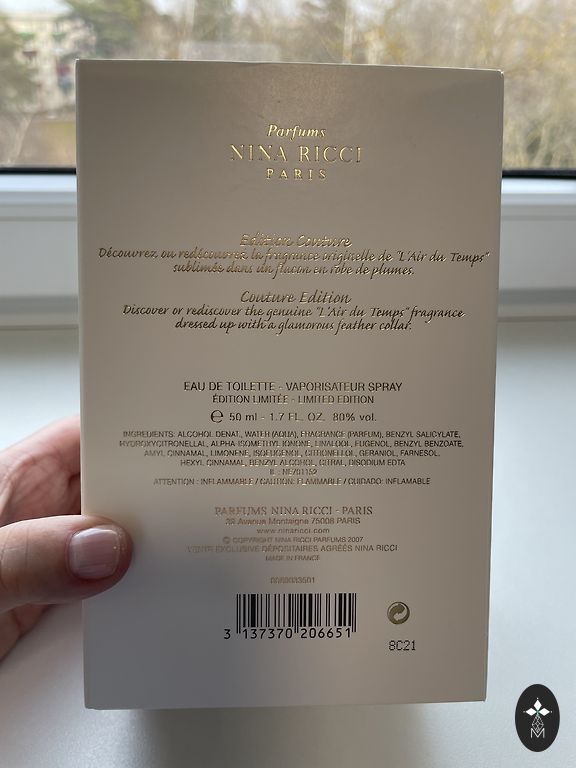 Parfums
NINA RICCI
PARIS
Edition Couture
Découvrez, ou redécouvrez, la fragrance originelle de "L'Air du Temps"
sublimée dans un flacon en robe de plumes.
Couture Edition
Discover or rediscover the genuine "L'Air du Temps" fragrance
dressed up with a glamorous feather collar.
EAU DE TOILETTE - VAPORISATEUR SPRAY
ÉDITION LIMITÉE - LIMITED EDITION
℮ 50 ml - 1.7 FL. OZ. 80% vol.
INGREDIENTS: ALCOHOL DENAT., WATER (AQUA), FRAGRANCE (PARFUM), BENZYL SALICYLATE,
HYDROXYCITRONELLAL, ALPHA ISOMETHYL IONONE, LINALOOL, EUGENOL, BENZYL BENZOATE,
AMYL CINNAMAL, LIMONENE, ISOEUGENOL, CITRONELLOL, GERANIOL, FARNESOL,
HEXYL CINNAMAL, BENZYL ALCOHOL, CITRAL, DISODIUM EDTA
IL : NE701152
ATTENTION : INFLAMMABLE / CAUTION: FLAMMABLE / CUIDADO: INFLAMABLE
PARFUMS NINA RICCI - PARIS
39 Avenue Montaigne 75008 PARIS
www.ninaricci.com
© COPYRIGHT NINA RICCI PARFUMS 2007
VENTE EXCLUSIVE DÉPOSITAIRES AGRÉÉS NINA RICCI
MADE IN FRANCE
3 137370 206651
8C21
M